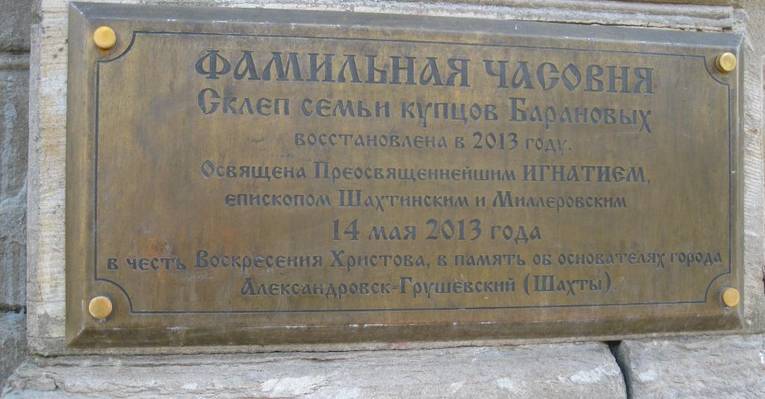 ФАМИЛЬНАЯ ЧАСОВНЯ
Склеп семьи купцов Барановых
восстановлена в 2013 году.
Освящена Преосвященнейшим ИГНАТИЕМ,
епископом Шахтинским и Миллеровским
14 мая 2013 года
в честь Воскресения Христова, в память об основателях города
Александровск-Грушевский (Шахты)